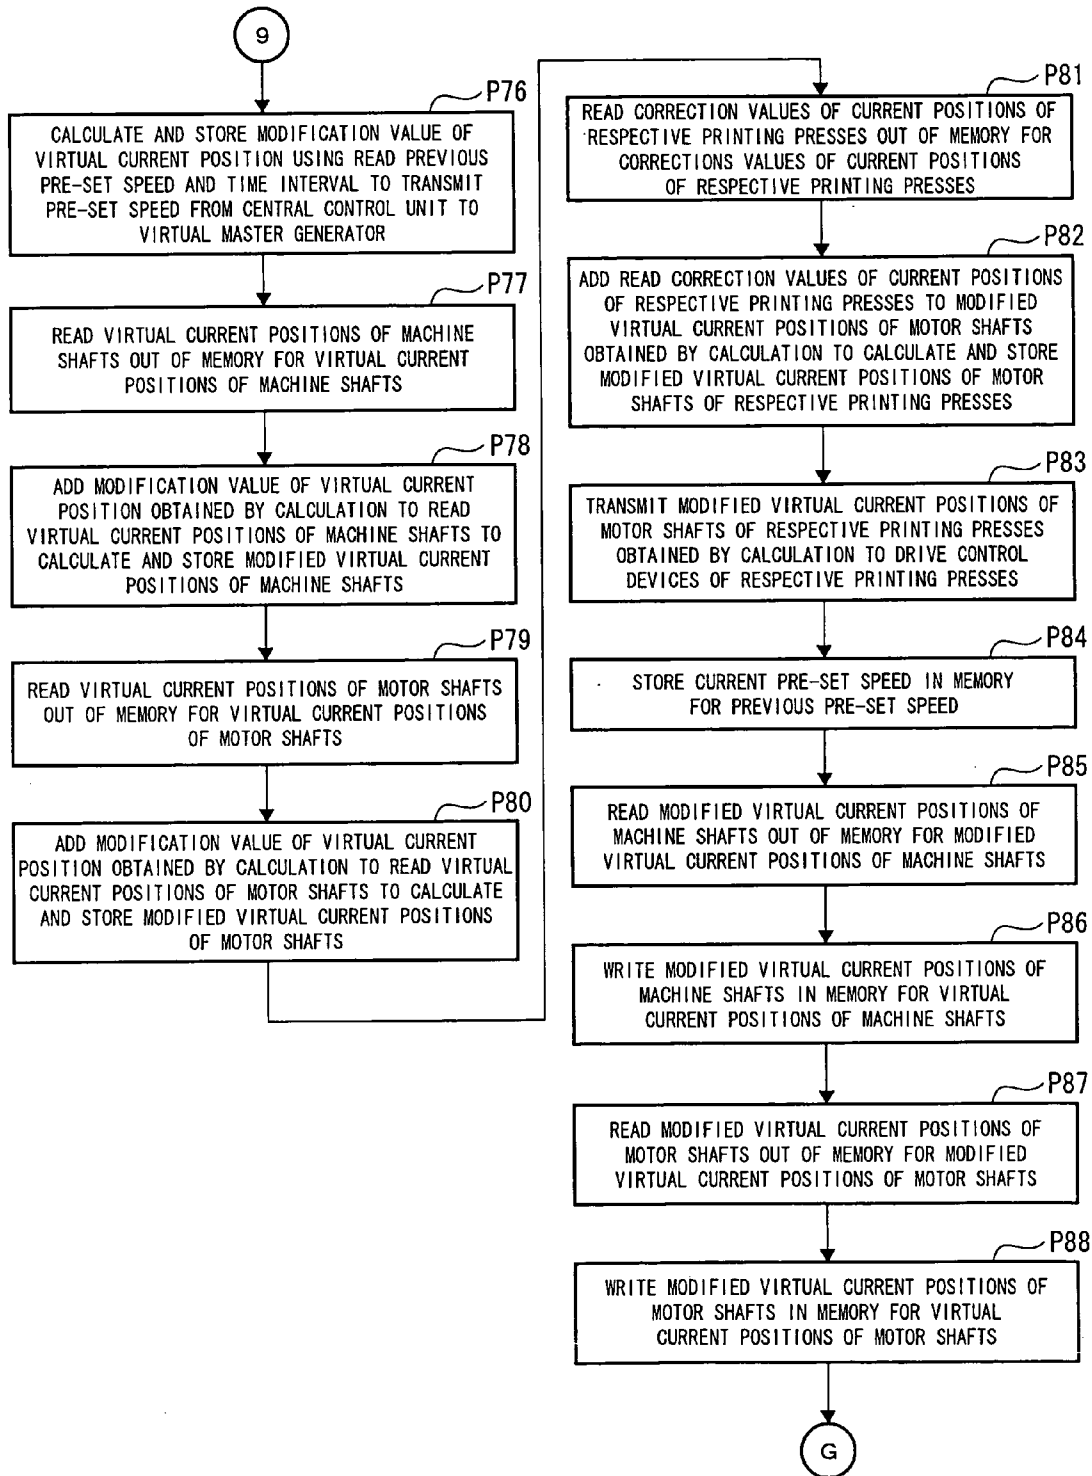 9
P76
CALCULATE AND STORE MODIFICATION VALUE OF
VIRTUAL CURRENT POSITION USING READ PREVIOUS
PRE-SET SPEED AND TIME INTERVAL TO TRANSMIT
PRE-SET SPEED FROM CENTRAL CONTROL UNIT TO
VIRTUAL MASTER GENERATOR
P77
READ VIRTUAL CURRENT POSITIONS OF MACHINE
SHAFTS OUT OF MEMORY FOR VIRTUAL CURRENT
POSITIONS OF MACHINE SHAFTS
P78
ADD MODIFICATION VALUE OF VIRTUAL CURRENT
POSITION OBTAINED BY CALCULATION TO READ
VIRTUAL CURRENT POSITIONS OF MACHINE SHAFTS TO
CALCULATE AND STORE MODIFIED VIRTUAL CURRENT
POSITIONS OF MACHINE SHAFTS
P79
READ VIRTUAL CURRENT POSITIONS OF MOTOR SHAFTS
OUT OF MEMORY FOR VIRTUAL CURRENT POSITIONS
OF MOTOR SHAFTS
P80
ADD MODIFICATION VALUE OF VIRTUAL CURRENT
POSITION OBTAINED BY CALCULATION TO READ VIRTUAL
CURRENT POSITIONS OF MOTOR SHAFTS TO CALCULATE
AND STORE MODIFIED VIRTUAL CURRENT POSITIONS
OF MOTOR SHAFTS
P81
READ CORRECTION VALUES OF CURRENT POSITIONS OF
RESPECTIVE PRINTING PRESSES OUT OF MEMORY FOR
CORRECTIONS VALUES OF CURRENT POSITIONS
OF RESPECTIVE PRINTING PRESSES
P82
ADD READ CORRECTION VALUES OF CURRENT POSITIONS
OF RESPECTIVE PRINTING PRESSES TO MODIFIED
VIRTUAL CURRENT POSITIONS OF MOTOR SHAFTS
OBTAINED BY CALCULATION TO CALCULATE AND STORE
MODIFIED VIRTUAL CURRENT POSITIONS OF MOTOR
SHAFTS OF RESPECTIVE PRINTING PRESSES
P83
TRANSMIT MODIFIED VIRTUAL CURRENT POSITIONS OF
MOTOR SHAFTS OF RESPECTIVE PRINTING PRESSES
OBTAINED BY CALCULATION TO DRIVE CONTROL
DEVICES OF RESPECTIVE PRINTING PRESSES
P84
STORE CURRENT PRE-SET SPEED IN MEMORY
FOR PREVIOUS PRE-SET SPEED
P85
READ MODIFIED VIRTUAL CURRENT POSITIONS OF
MACHINE SHAFTS OUT OF MEMORY FOR MODIFIED
VIRTUAL CURRENT POSITIONS OF MACHINE SHAFTS
P86
WRITE MODIFIED VIRTUAL CURRENT POSITIONS OF
MACHINE SHAFTS IN MEMORY FOR VIRTUAL
CURRENT POSITIONS OF MACHINE SHAFTS
P87
READ MODIFIED VIRTUAL CURRENT POSITIONS OF
MOTOR SHAFTS OUT OF MEMORY FOR MODIFIED
VIRTUAL CURRENT POSITIONS OF MOTOR SHAFTS
P88
WRITE MODIFIED VIRTUAL CURRENT POSITIONS OF
MOTOR SHAFTS IN MEMORY FOR VIRTUAL
CURRENT POSITIONS OF MOTOR SHAFTS
G